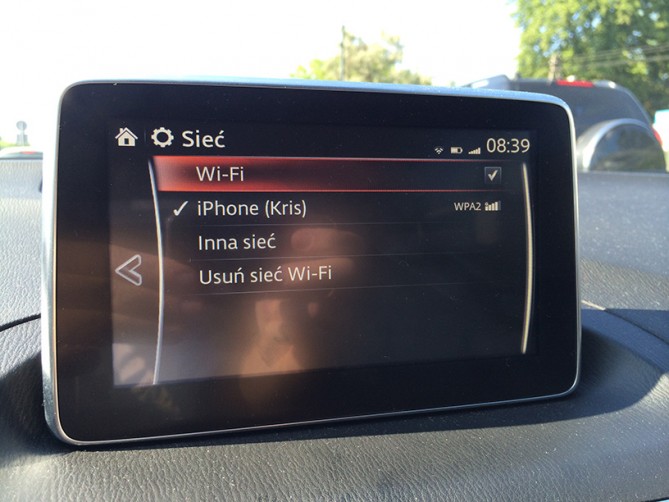 Sieć
08:39
Wi-Fi
iPhone (Kris)
WPA2
Inna sieć
Usuń sieć Wi-Fi